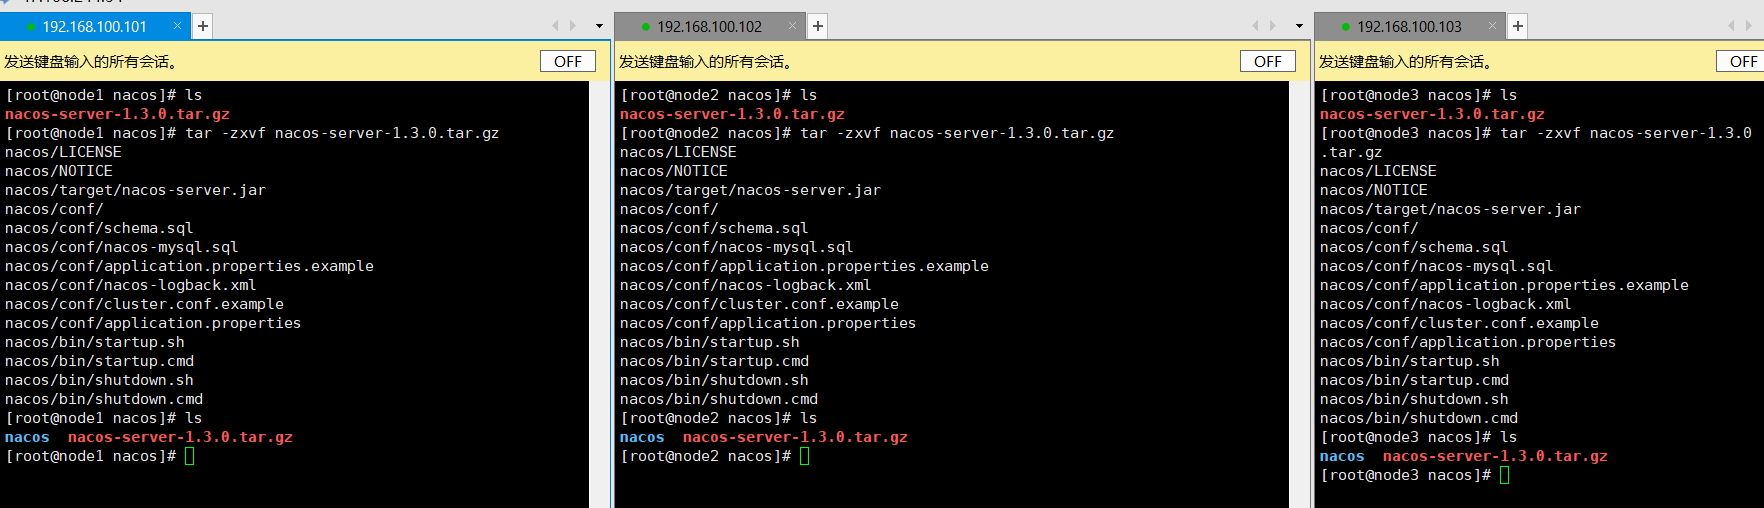 192.168.100.101
发送键盘输入的所有会话。 OFF
[root@node1 nacos]# ls
nacos-server-1.3.0.tar.gz
[root@node1 nacos]# tar -zxvf nacos-server-1.3.0.tar.gz
nacos/LICENSE
nacos/NOTICE
nacos/target/nacos-server.jar
nacos/conf/
nacos/conf/schema.sql
nacos/conf/nacos-mysql.sql
nacos/conf/application.properties.example
nacos/conf/nacos-logback.xml
nacos/conf/cluster.conf.example
nacos/conf/application.properties
nacos/bin/startup.sh
nacos/bin/startup.cmd
nacos/bin/shutdown.sh
nacos/bin/shutdown.cmd
[root@node1 nacos]# ls
nacos  nacos-server-1.3.0.tar.gz
[root@node1 nacos]#
192.168.100.102
发送键盘输入的所有会话。 OFF
[root@node2 nacos]# ls
nacos-server-1.3.0.tar.gz
[root@node2 nacos]# tar -zxvf nacos-server-1.3.0.tar.gz
nacos/LICENSE
nacos/NOTICE
nacos/target/nacos-server.jar
nacos/conf/
nacos/conf/schema.sql
nacos/conf/nacos-mysql.sql
nacos/conf/application.properties.example
nacos/conf/nacos-logback.xml
nacos/conf/cluster.conf.example
nacos/conf/application.properties
nacos/bin/startup.sh
nacos/bin/startup.cmd
nacos/bin/shutdown.sh
nacos/bin/shutdown.cmd
[root@node2 nacos]# ls
nacos  nacos-server-1.3.0.tar.gz
[root@node2 nacos]#
192.168.100.103
发送键盘输入的所有会话。 OFF
[root@node3 nacos]# ls
nacos-server-1.3.0.tar.gz
[root@node3 nacos]# tar -zxvf nacos-server-1.3.0
.tar.gz
nacos/LICENSE
nacos/NOTICE
nacos/target/nacos-server.jar
nacos/conf/
nacos/conf/schema.sql
nacos/conf/nacos-mysql.sql
nacos/conf/application.properties.example
nacos/conf/nacos-logback.xml
nacos/conf/cluster.conf.example
nacos/conf/application.properties
nacos/bin/startup.sh
nacos/bin/startup.cmd
nacos/bin/shutdown.sh
nacos/bin/shutdown.cmd
[root@node3 nacos]# ls
nacos  nacos-server-1.3.0.tar.gz
[root@node3 nacos]#